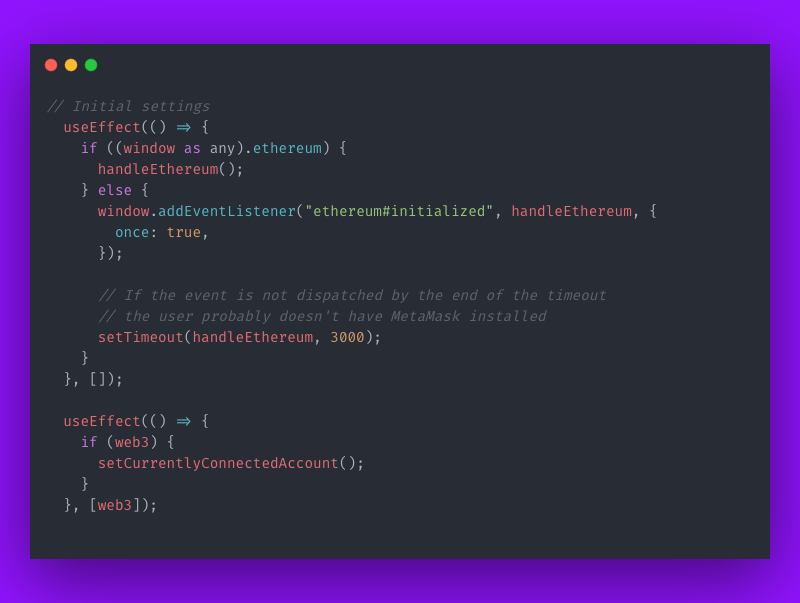 // Initial settings
useEffect(() => {
if ((window as any).ethereum) {
handleEthereum();
} else {
window.addEventListener("ethereum#initialized", handleEthereum, {
once: true,
});
// If the event is not dispatched by the end of the timeout
// the user probably doesn't have MetaMask installed
setTimeout(handleEthereum, 3000);
}
}, []);
useEffect(() => {
if (web3) {
setCurrentlyConnectedAccount();
}
}, [web3]);